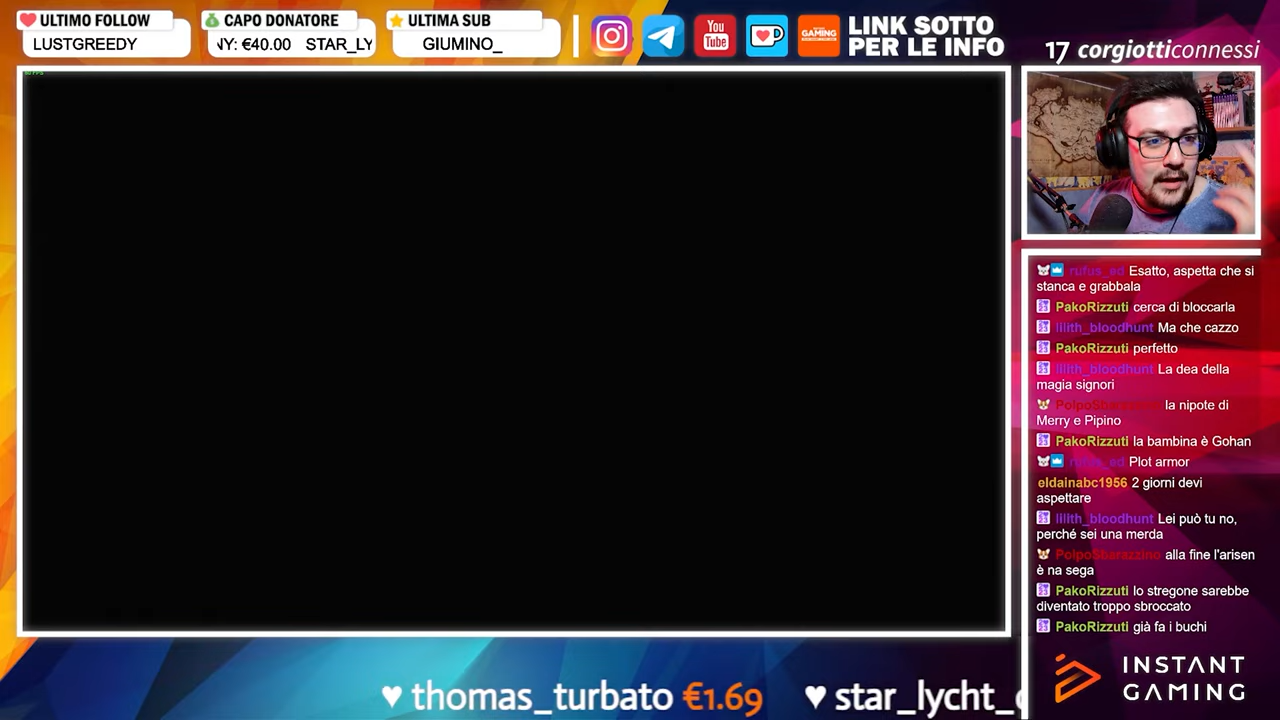 ULTIMO FOLLOW
LUSTGREEDY
CAPO DONATORE
NY: €40.00 STAR_LY
ULTIMA SUB
GIUMINO_
You
Tube
GAMING
LINK SOTTO
PER LE INFO
17 corgiotticonnessi
rufus_ad Esatto, aspetta che si
stanca e grabbala
PakoRizzuti cerca di bloccarla
lilith_bloodhunt Ma che cazzo
PakoRizzuti perfetto
lilith_bloodhunt La dea della
magia signori
PolpoSbarazzino la nipote di
Merry e Pipino
PakoRizzuti la bambina è Gohan
rufus_ad Plot armor
eldainabc1956 2 giorni devi
aspettare
lilith_bloodhunt Lei può tu no,
perché sei una merda
PolpoSbarazzino alla fine l'arisen
è na sega
PakoRizzuti lo stregone sarebbe
diventato troppo sbroccato
PakoRizzuti già fa i buchi
INSTANT
GAMING
thomas_turbato €1.69 star_lycht_